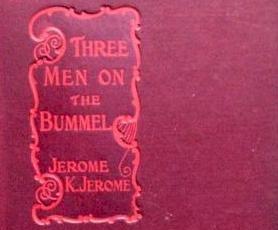 THREE
MEN ON
THE
BUMMEL
JEROME
K. JEROME